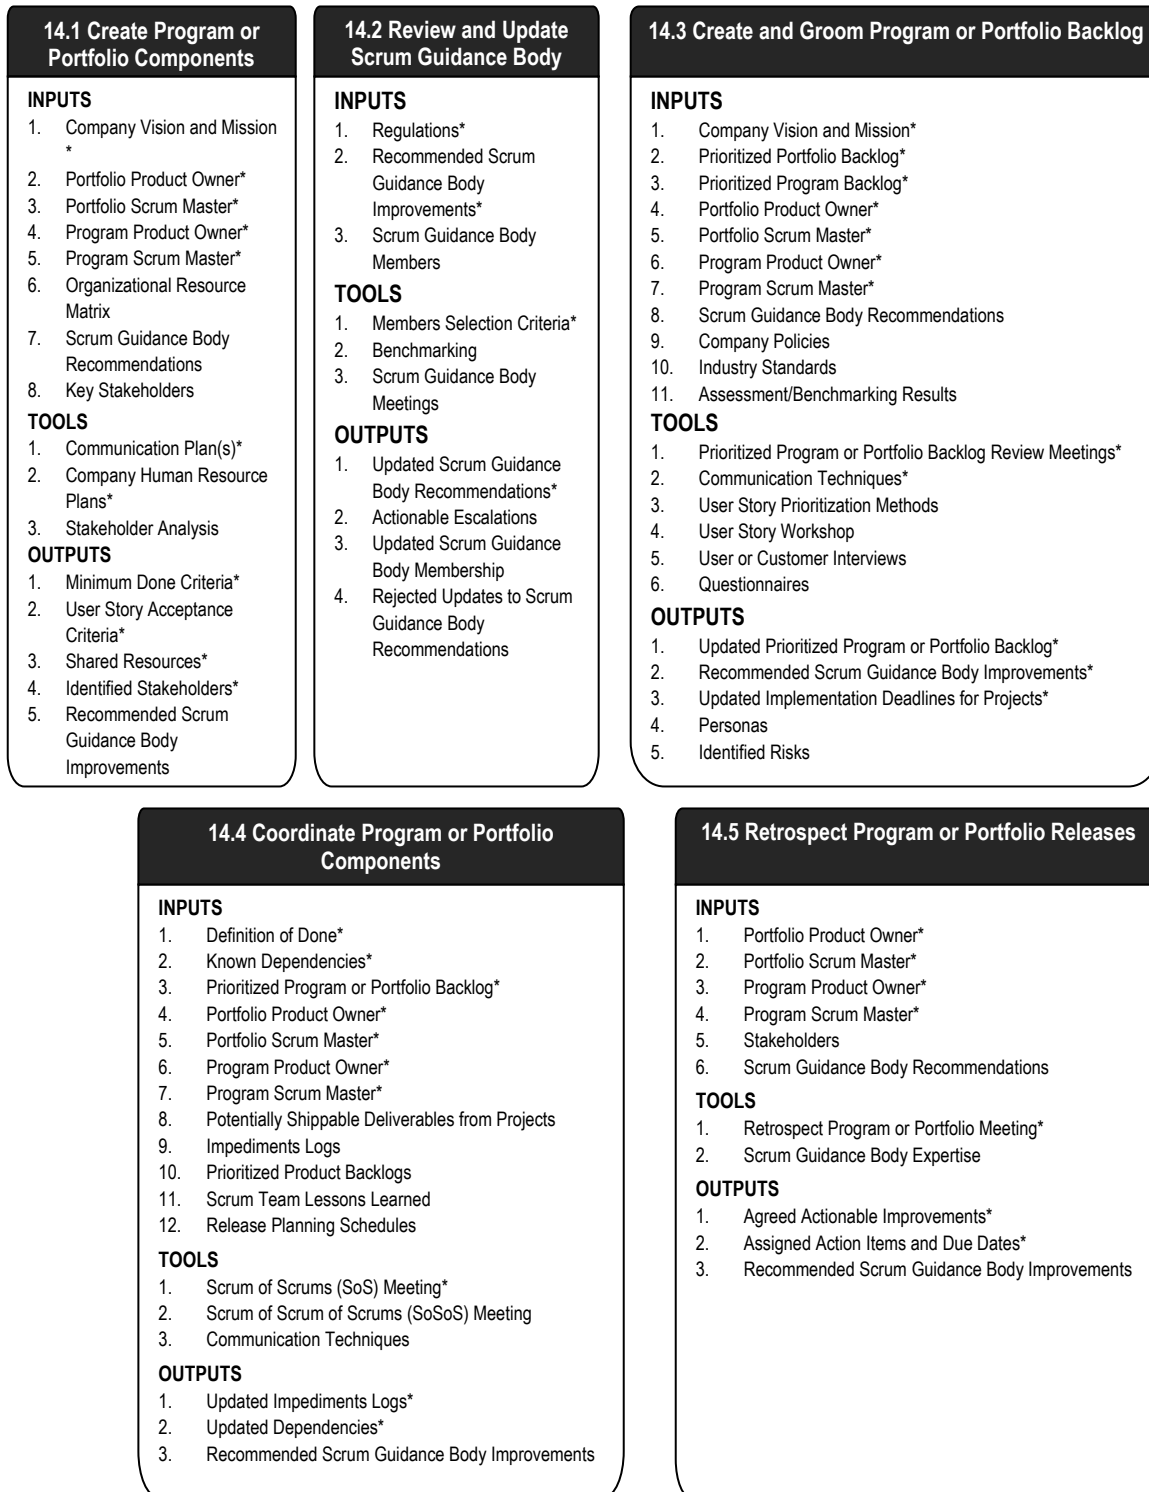 14.1 Create Program or
Portfolio Components
INPUTS
1. Company Vision and Mission
*
2. Portfolio Product Owner*
3. Portfolio Scrum Master*
4. Program Product Owner*
5. Program Scrum Master*
6. Organizational Resource
Matrix
7. Scrum Guidance Body
Recommendations
8. Key Stakeholders
TOOLS
1. Communication Plan(s)*
2. Company Human Resource
Plans*
3. Stakeholder Analysis
OUTPUTS
1. Minimum Done Criteria*
2. User Story Acceptance
Criteria*
3. Shared Resources*
4. Identified Stakeholders*
5. Recommended Scrum
Guidance Body
Improvements
14.2 Review and Update
Scrum Guidance Body
INPUTS
1. Regulations*
2. Recommended Scrum
Guidance Body
Improvements*
3. Scrum Guidance Body
Members
TOOLS
1. Members Selection Criteria*
2. Benchmarking
3. Scrum Guidance Body
Meetings
OUTPUTS
1. Updated Scrum Guidance
Body Recommendations*
2. Actionable Escalations
3. Updated Scrum Guidance
Body Membership
4. Rejected Updates to Scrum
Guidance Body
Recommendations
14.3 Create and Groom Program or Portfolio Backlog
INPUTS
1. Company Vision and Mission*
2. Prioritized Portfolio Backlog*
3. Prioritized Program Backlog*
4. Portfolio Product Owner*
5. Portfolio Scrum Master*
6. Program Product Owner*
7. Program Scrum Master*
8. Scrum Guidance Body Recommendations
9. Company Policies
10. Industry Standards
11. Assessment/Benchmarking Results
TOOLS
1. Prioritized Program or Portfolio Backlog Review Meetings*
2. Communication Techniques*
3. User Story Prioritization Methods
4. User Story Workshop
5. User or Customer Interviews
6. Questionnaires
OUTPUTS
1. Updated Prioritized Program or Portfolio Backlog*
2. Recommended Scrum Guidance Body Improvements*
3. Updated Implementation Deadlines for Projects*
4. Personas
5. Identified Risks
14.4 Coordinate Program or Portfolio
Components
INPUTS
1. Definition of Done*
2. Known Dependencies*
3. Prioritized Program or Portfolio Backlog*
4. Portfolio Product Owner*
5. Portfolio Scrum Master*
6. Program Product Owner*
7. Program Scrum Master*
8. Potentially Shippable Deliverables from Projects
9. Impediments Logs
10. Prioritized Product Backlogs
11. Scrum Team Lessons Learned
12. Release Planning Schedules
TOOLS
1. Scrum of Scrums (SoS) Meeting*
2. Scrum of Scrum of Scrums (SoSoS) Meeting
3. Communication Techniques
OUTPUTS
1. Updated Impediments Logs*
2. Updated Dependencies*
3. Recommended Scrum Guidance Body Improvements
14.5 Retrospect Program or Portfolio Releases
INPUTS
1. Portfolio Product Owner*
2. Portfolio Scrum Master*
3. Program Product Owner*
4. Program Scrum Master*
5. Stakeholders
6. Scrum Guidance Body Recommendations
TOOLS
1. Retrospect Program or Portfolio Meeting*
2. Scrum Guidance Body Expertise
OUTPUTS
1. Agreed Actionable Improvements*
2. Assigned Action Items and Due Dates*
3. Recommended Scrum Guidance Body Improvements